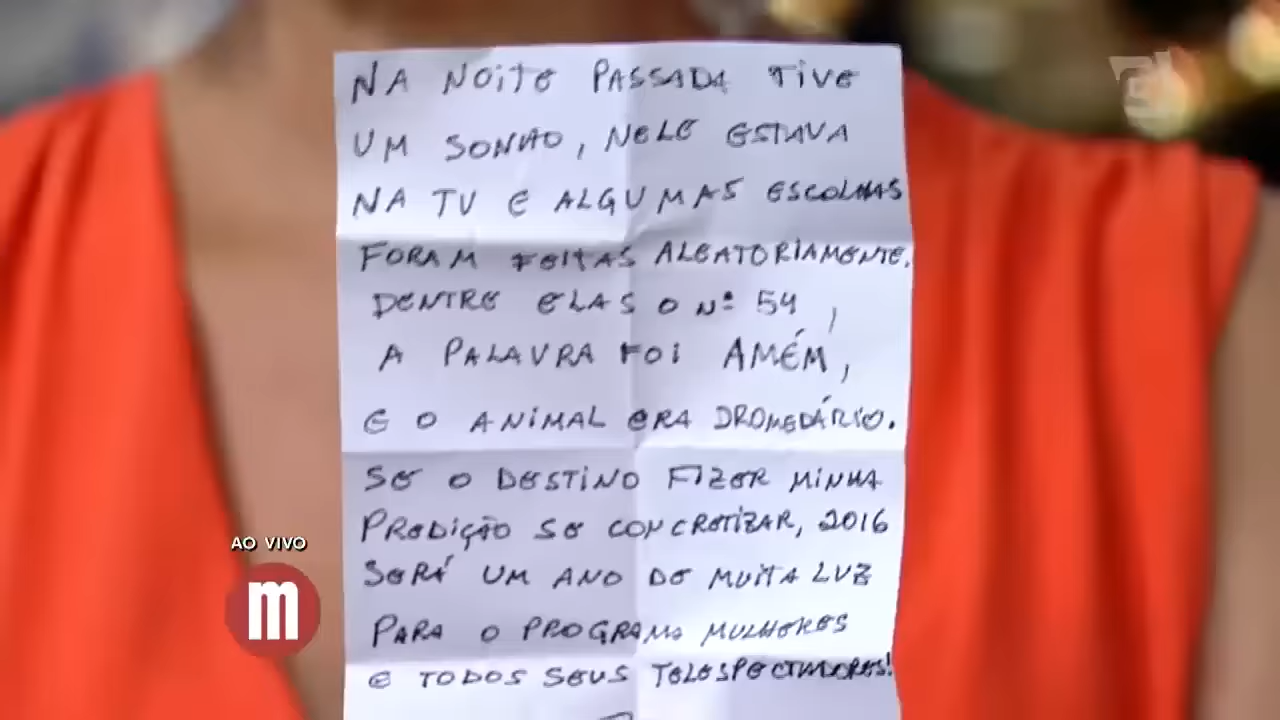 NA NOITE PASSADA TIVE
UM SONHO, NELE ESTAVA
NA TV E ALGUMAS ESCOLHAS
FORAM FEITAS ALEATORIAMENTE.
DENTRE ELAS O Nº 54,
A PALAVRA FOI AMÉM,
E O ANIMAL ERA DROMEDÁRIO.
SE O DESTINO FIZER MINHA
PREDIÇÃO SE CONCRETIZAR, 2016
SERÁ UM ANO DE MUITA LUZ
PARA O PROGRAMA MULHERES
E TODOS SEUS TELESPECTADORES!
AO VIVO
m